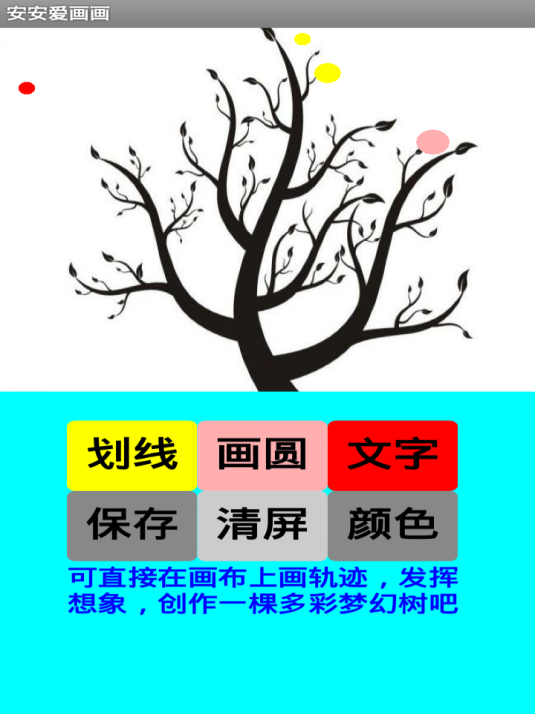 安安爱画画
划线 画圆 文字
保存 清屏 颜色
可直接在画布上画轨迹，发挥
想象，创作一棵多彩梦幻树吧